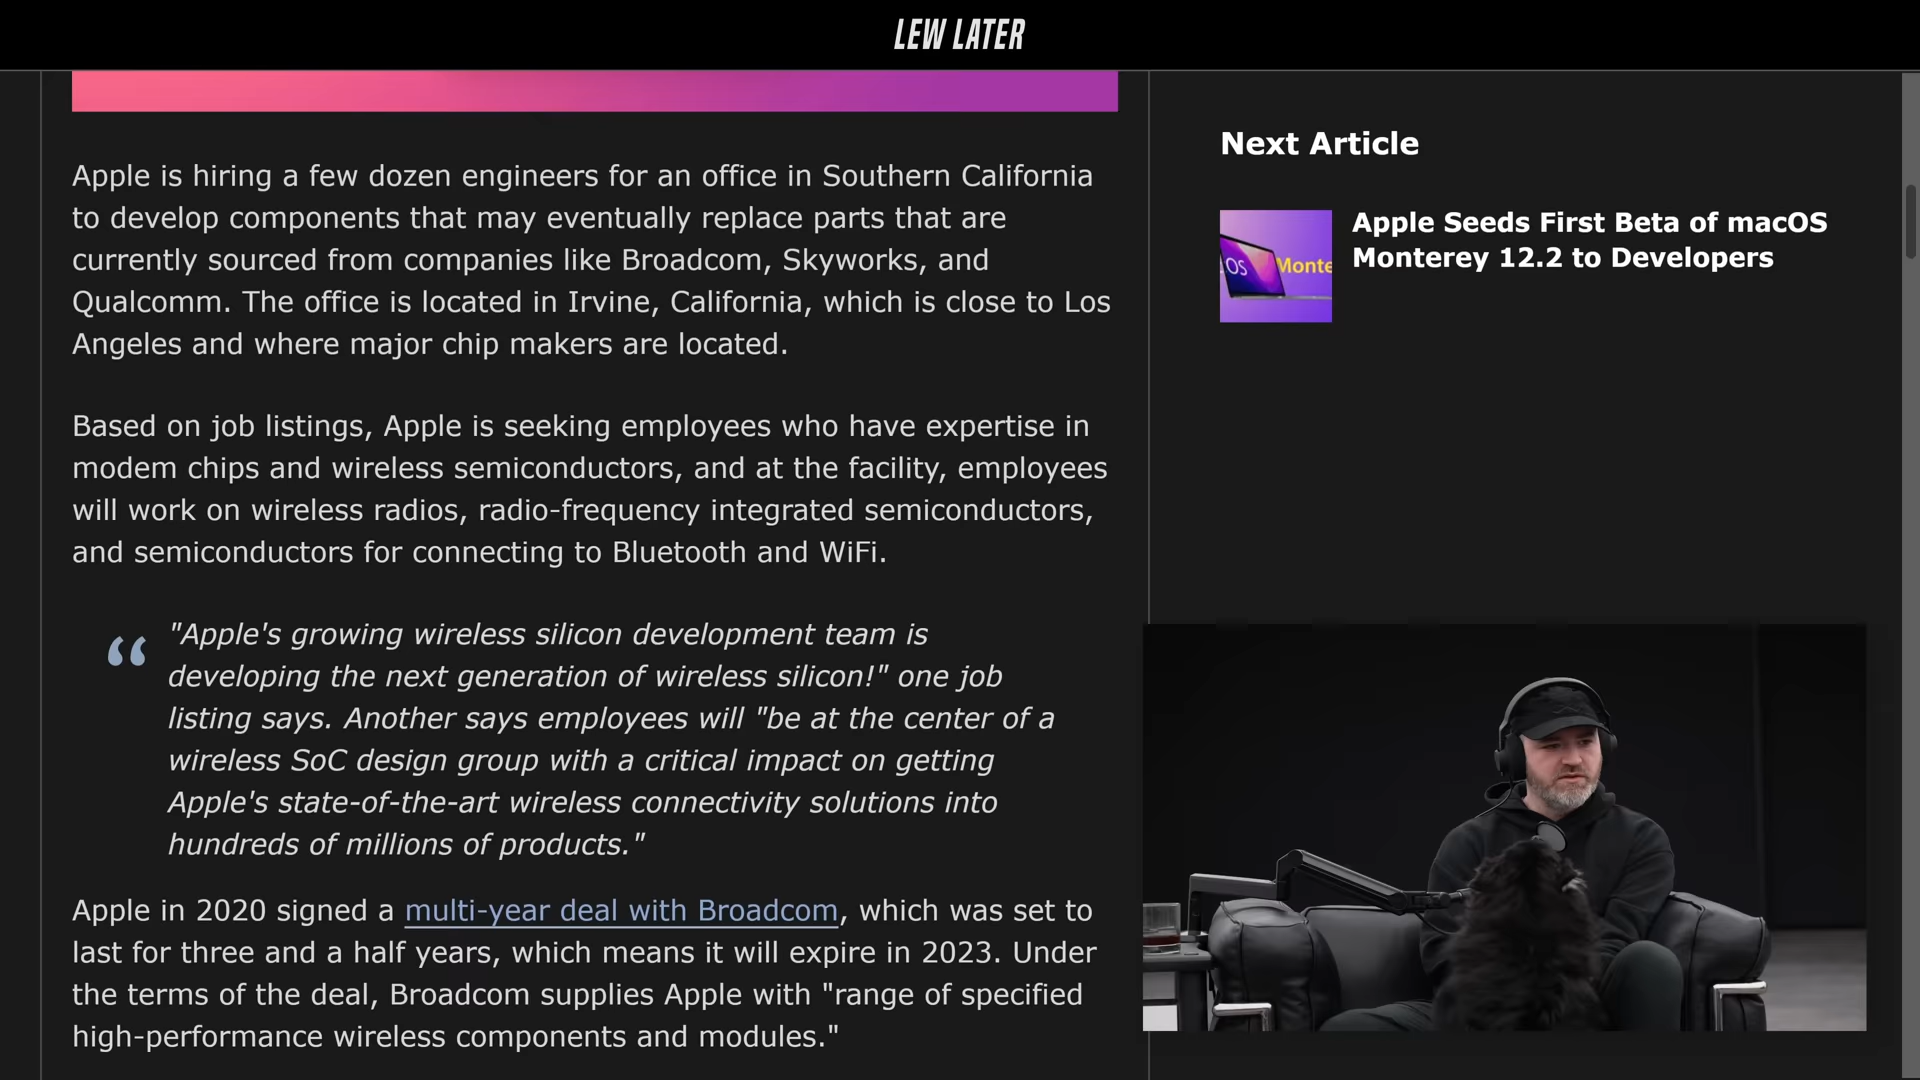 LEW LATER
Apple is hiring a few dozen engineers for an office in Southern California
to develop components that may eventually replace parts that are
currently sourced from companies like Broadcom, Skyworks, and
Qualcomm. The office is located in Irvine, California, which is close to Los
Angeles and where major chip makers are located.
Based on job listings, Apple is seeking employees who have expertise in
modem chips and wireless semiconductors, and at the facility, employees
will work on wireless radios, radio-frequency integrated semiconductors,
and semiconductors for connecting to Bluetooth and WiFi.
"Apple's growing wireless silicon development team is
developing the next generation of wireless silicon!" one job
listing says. Another says employees will "be at the center of a
wireless SoC design group with a critical impact on getting
Apple's state-of-the-art wireless connectivity solutions into
hundreds of millions of products."
Apple in 2020 signed a multi-year deal with Broadcom, which was set to
last for three and a half years, which means it will expire in 2023. Under
the terms of the deal, Broadcom supplies Apple with "range of specified
high-performance wireless components and modules."
Next Article
OS Monte
Apple Seeds First Beta of macOS
Monterey 12.2 to Developers